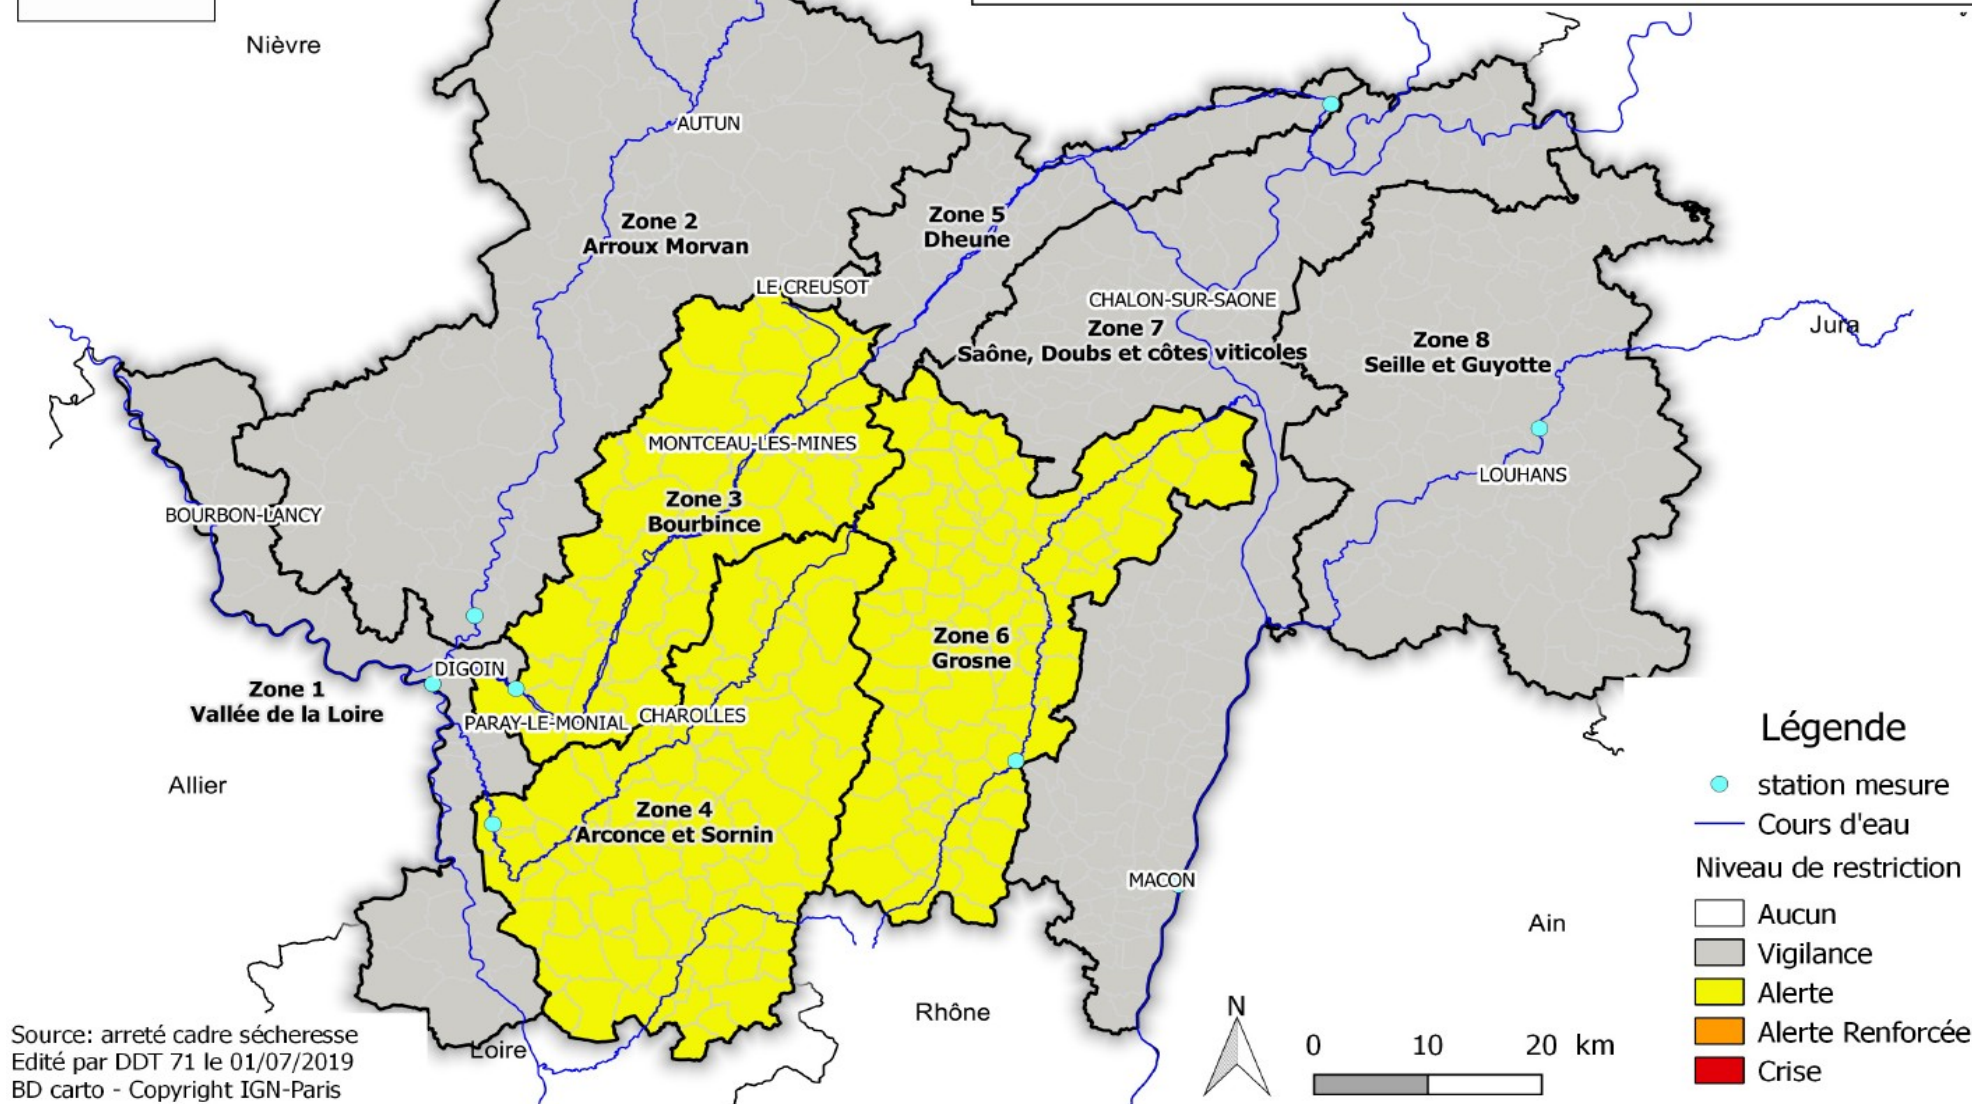 Nièvre
AUTUN
Zone 2
Arroux Morvan
Zone 5
Dheune
LE CREUSOT
CHALON-SUR-SAONE
Zone 7
Saône, Doubs et côtes viticoles
Zone 8
Seille et Guyotte
Jura
MONTCEAU-LES-MINES
Zone 3
Bourbince
BOURBON-LANCY
LOUHANS
Zone 6
Grosne
DIGOIN
Zone 1
Vallée de la Loire
PARAY-LE-MONIAL
CHAROLLES
Allier
Zone 4
Arconce et Sornin
MACON
Ain
Rhône
Loire
Source: arreté cadre sécheresse
Edité par DDT 71 le 01/07/2019
BD carto - Copyright IGN-Paris
N
0 10 20 km
Légende
station mesure
Cours d'eau
Niveau de restriction
Aucun
Vigilance
Alerte
Alerte Renforcée
Crise